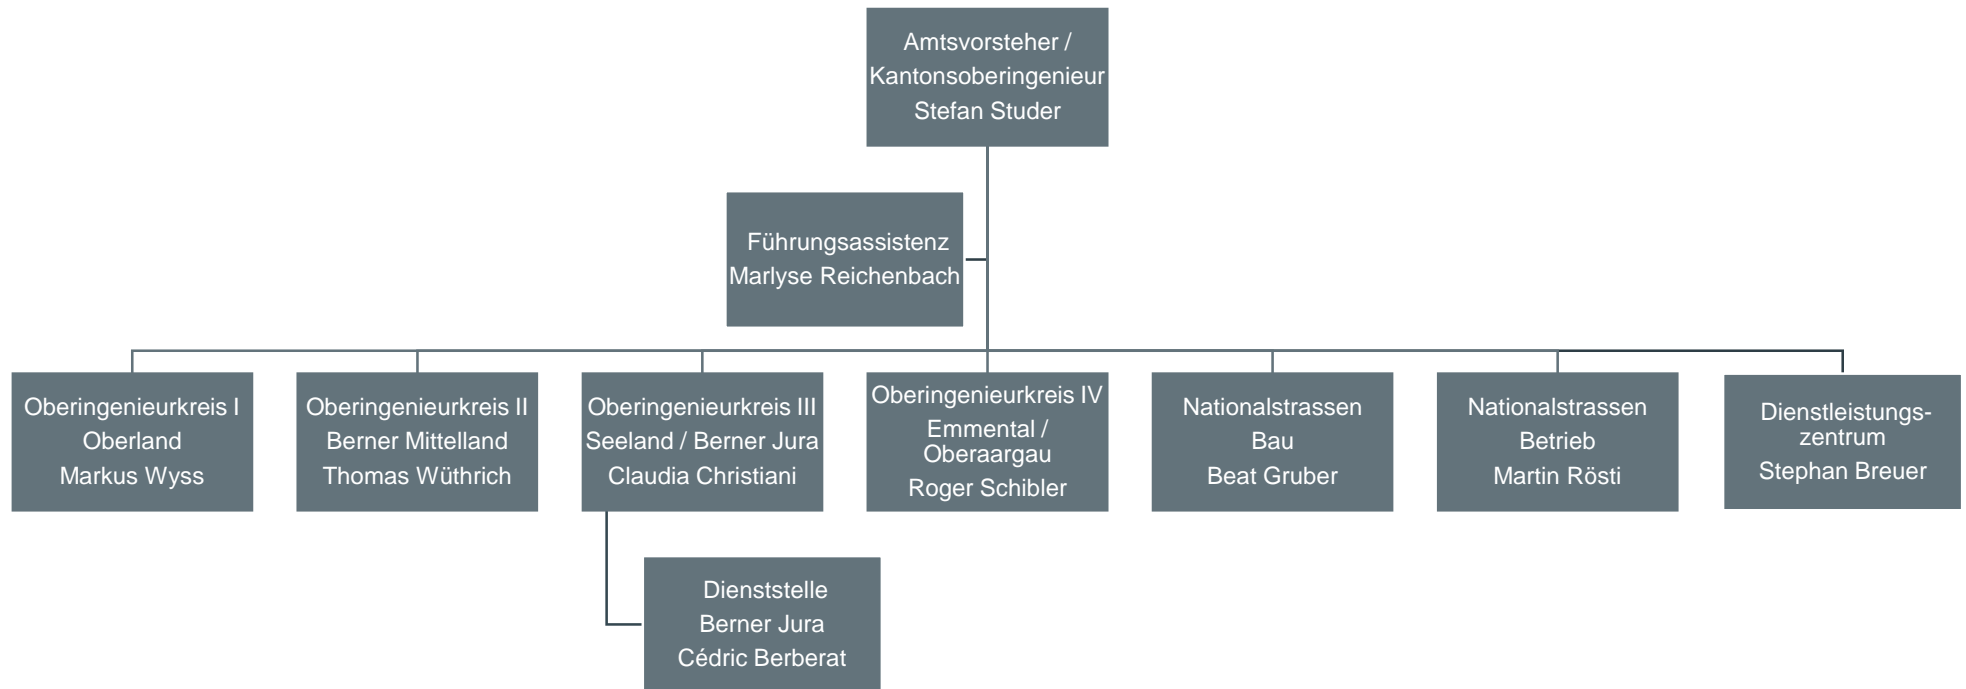 Amtsvorsteher /
Kantonsoberingenieur
Stefan Studer
Führungsassistenz
Marlyse Reichenbach
Oberingenieurkreis I
Oberland
Markus Wyss
Oberingenieurkreis II
Berner Mittelland
Thomas Wüthrich
Oberingenieurkreis III
Seeland / Berner Jura
Claudia Christiani
Oberingenieurkreis IV
Emmental /
Oberaargau
Roger Schibler
Nationalstrassen
Bau
Beat Gruber
Nationalstrassen
Betrieb
Martin Rösti
Dienstleistungs-
zentrum
Stephan Breuer
Dienststelle
Berner Jura
Cédric Berberat